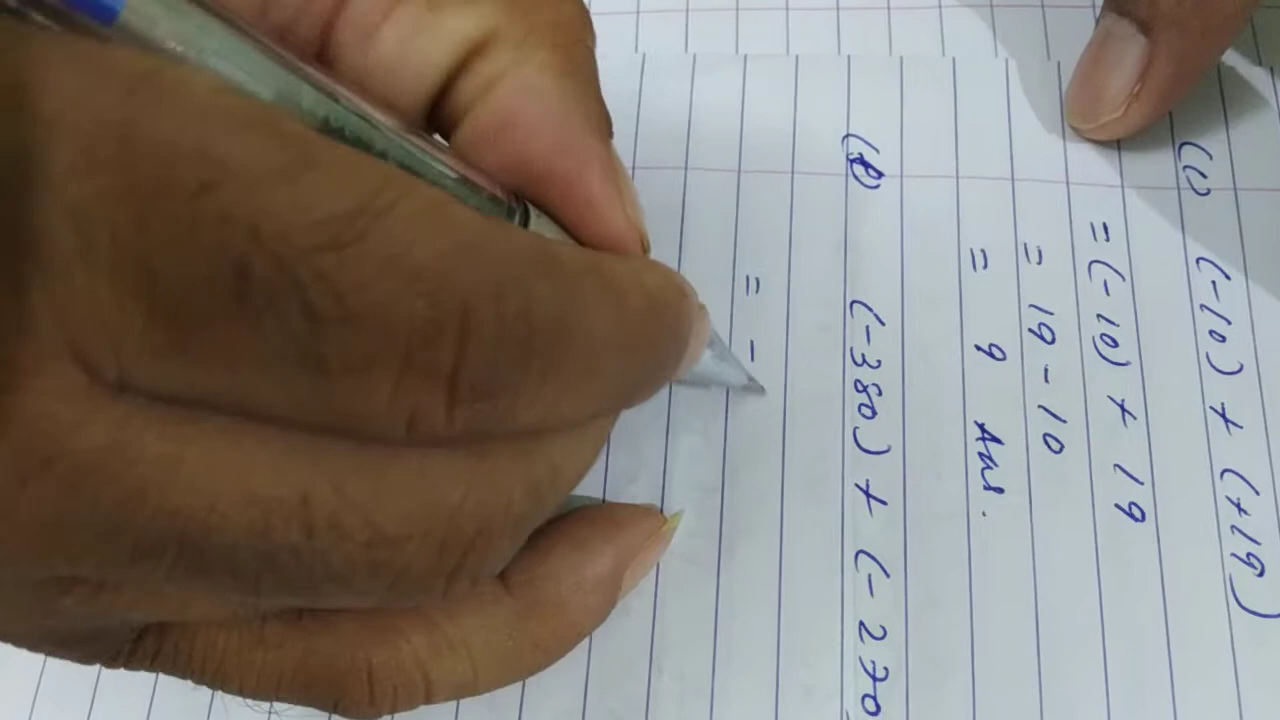 (i) (-10) + (+19)
= (-10) + 19
= 19 - 10
= 9 Ans.
(-380) + (-270
= -